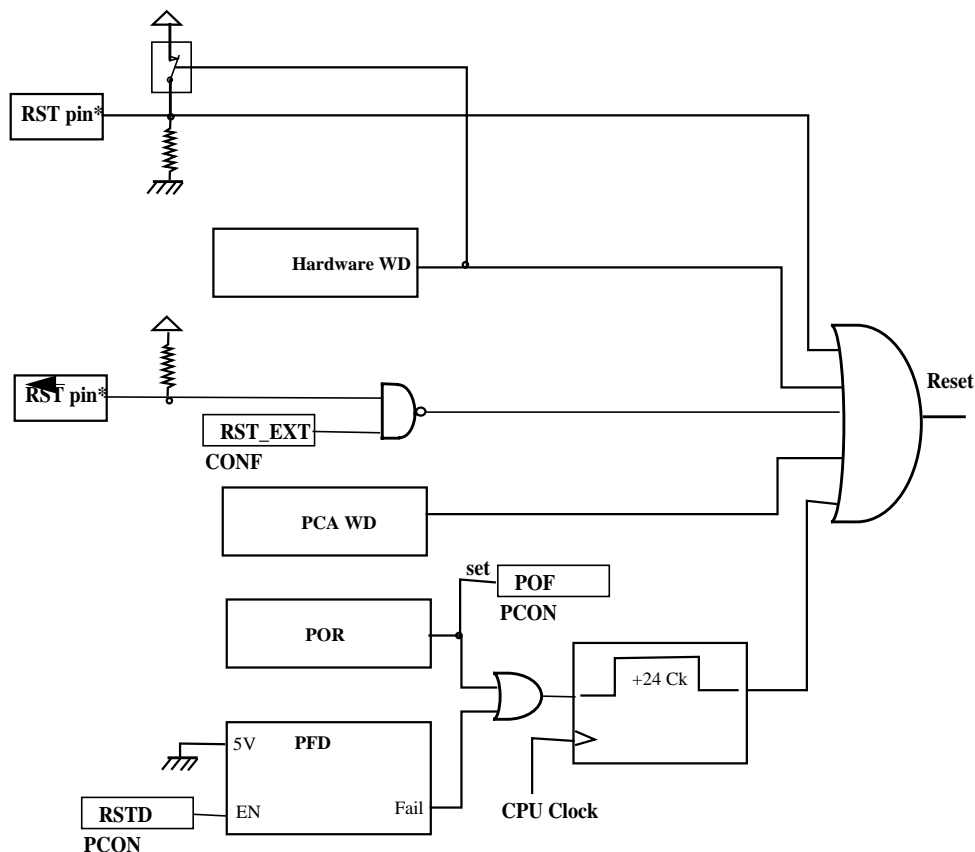 RST pin*
Hardware WD
Reset
RST pin*
RST_EXT
CONF
PCA WD
set
POF
PCON
POR
+24 Ck
5V
PFD
EN
Fail
RSTD
PCON
CPU Clock